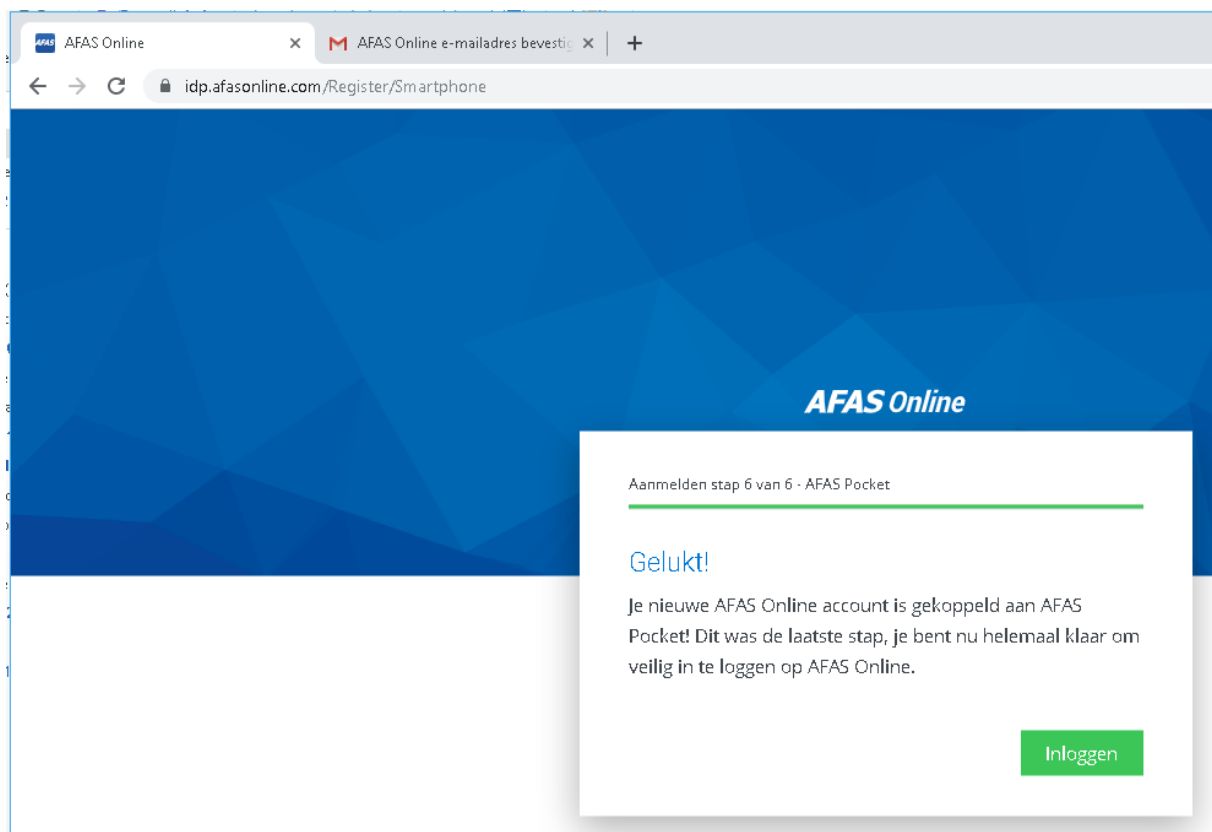 AFAS AFAS Online
AFAS Online e-mailadres bevestig
idp.afasonline.com/Register/Smartphone
AFAS Online
Aanmelden stap 6 van 6 - AFAS Pocket
Gelukt!
Je nieuwe AFAS Online account is gekoppeld aan AFAS
Pocket! Dit was de laatste stap, je bent nu helemaal klaar om
veilig in te loggen op AFAS Online.
Inloggen